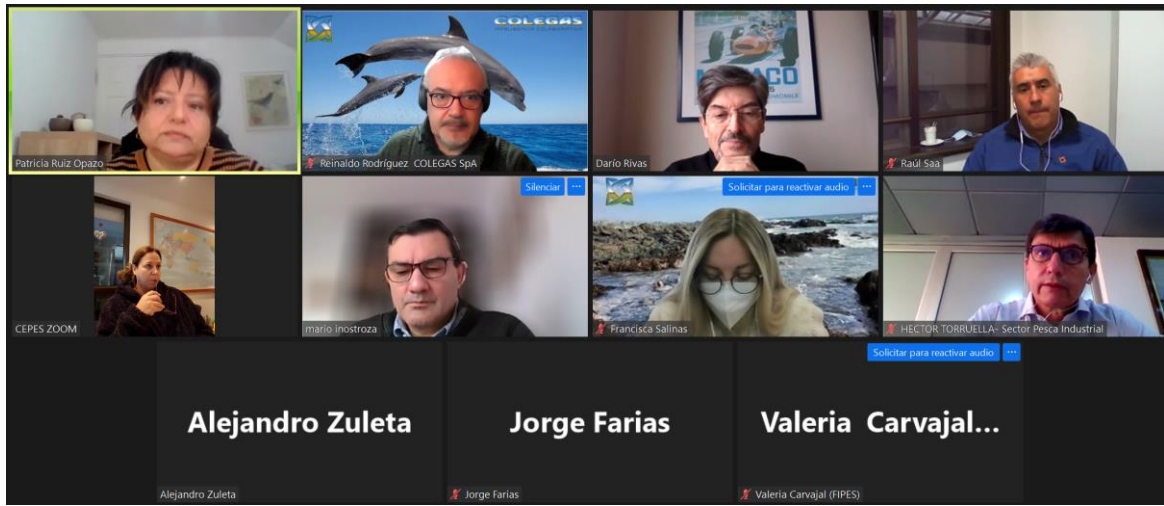 COLEGAS
INTELIGENCIA COLABORATIVA
Patricia Ruiz Opazo
Reinaldo Rodríguez COLEGAS SpA
Darío Rivas
Raúl Saa
Silenciar
Solicitar para reactivar audio
CEPES ZOOM
mario inostroza
Francisca Salinas
HECTOR TORRUELLA- Sector Pesca Industrial
Solicitar para reactivar audio
Alejandro Zuleta
Jorge Farias
Valeria Carvajal...
Alejandro Zuleta
Jorge Farias
Valeria Carvajal (FIPES)